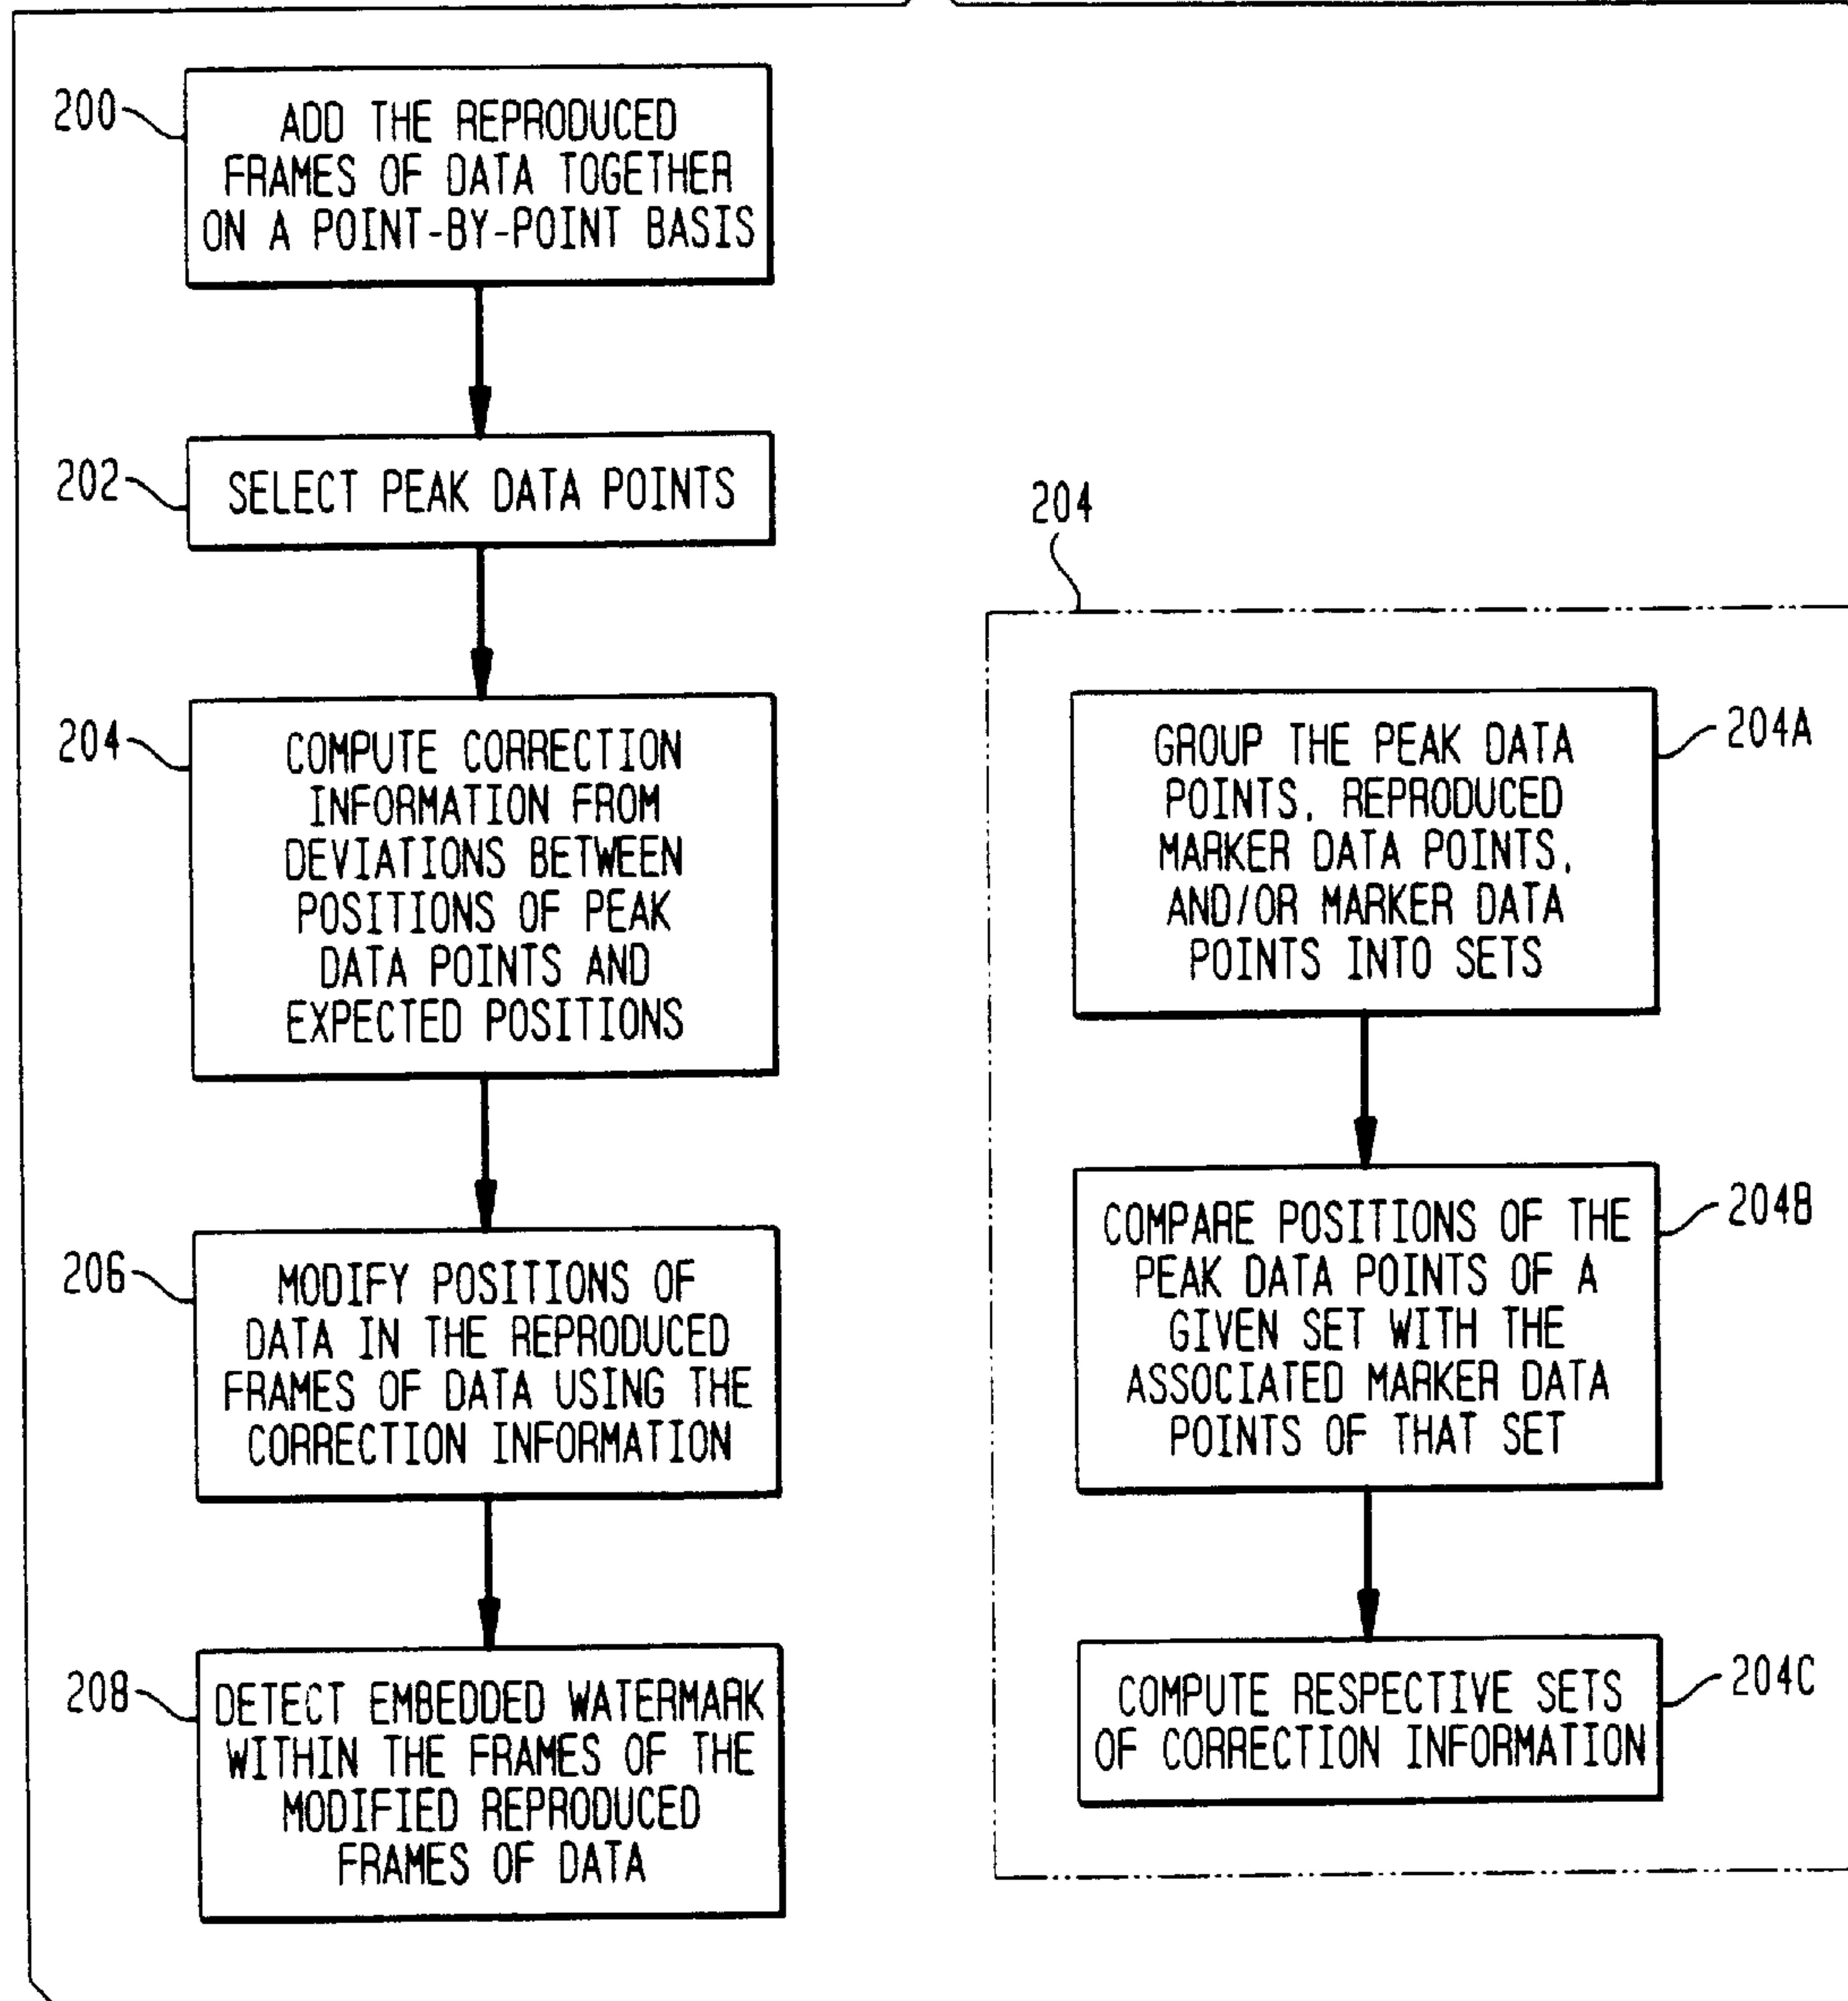 200
ADD THE REPRODUCED
FRAMES OF DATA TOGETHER
ON A POINT-BY-POINT BASIS
202
SELECT PEAK DATA POINTS
204
COMPUTE CORRECTION
INFORMATION FROM
DEVIATIONS BETWEEN
POSITIONS OF PEAK
DATA POINTS AND
EXPECTED POSITIONS
206
MODIFY POSITIONS OF
DATA IN THE REPRODUCED
FRAMES OF DATA USING THE
CORRECTION INFORMATION
208
DETECT EMBEDDED WATERMARK
WITHIN THE FRAMES OF THE
MODIFIED REPRODUCED
FRAMES OF DATA
204
204A
GROUP THE PEAK DATA
POINTS, REPRODUCED
MARKER DATA POINTS,
AND/OR MARKER DATA
POINTS INTO SETS
204B
COMPARE POSITIONS OF THE
PEAK DATA POINTS OF A
GIVEN SET WITH THE
ASSOCIATED MARKER DATA
POINTS OF THAT SET
204C
COMPUTE RESPECTIVE SETS
OF CORRECTION INFORMATION